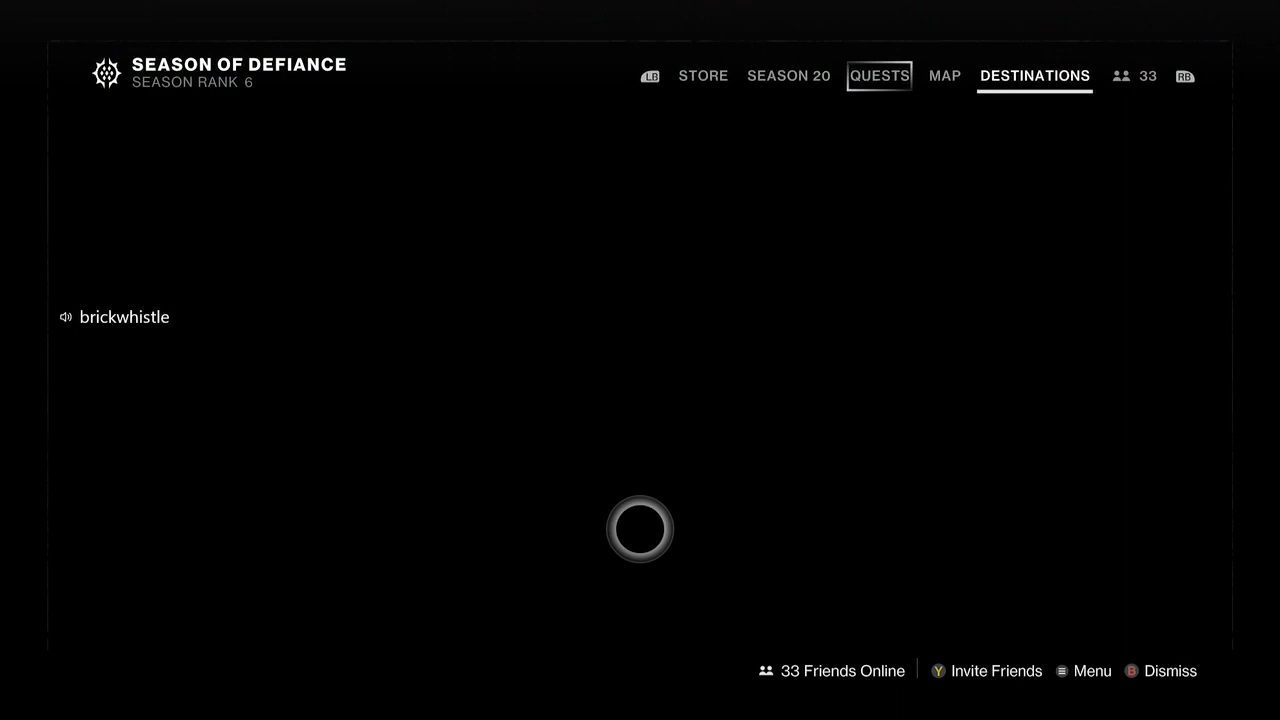 SEASON OF DEFIANCE
SEASON RANK 6
LB STORE SEASON 20 QUESTS MAP DESTINATIONS 33 RB
brickwhistle
33 Friends Online Y Invite Friends Menu B Dismiss